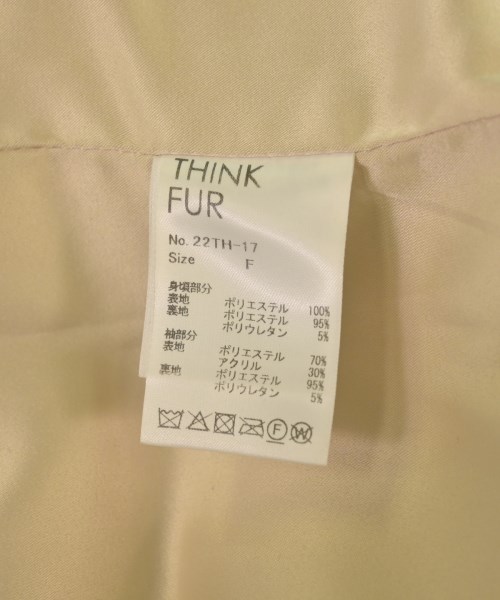 THINK
FUR
No. 22TH-17
Size F
身頃部分
表地 ポリエステル 100%
裏地 ポリエステル 95%
ポリウレタン 5%
袖部分
表地 ポリエステル 70%
アクリル 30%
裏地 ポリエステル 95%
ポリウレタン 5%
F W